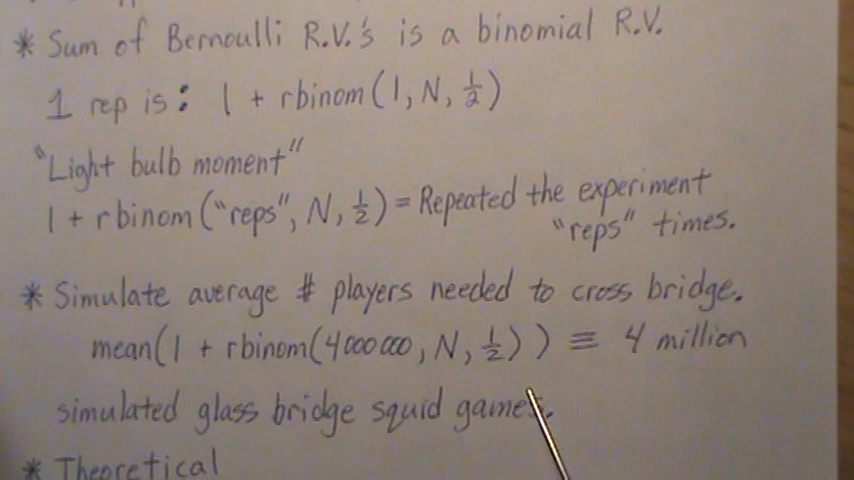 * Sum of Bernoulli R.V.'s is a binomial R.V.
1 rep is: 1 + rbinom(1, N, 1/2)
"Light bulb moment"
1 + rbinom("reps", N, 1/2) = Repeated the experiment
"reps" times.
* Simulate average # players needed to cross bridge.
mean(1 + rbinom(4000000, N, 1/2)) ≡ 4 million
simulated glass bridge squid games.
* Theoretical